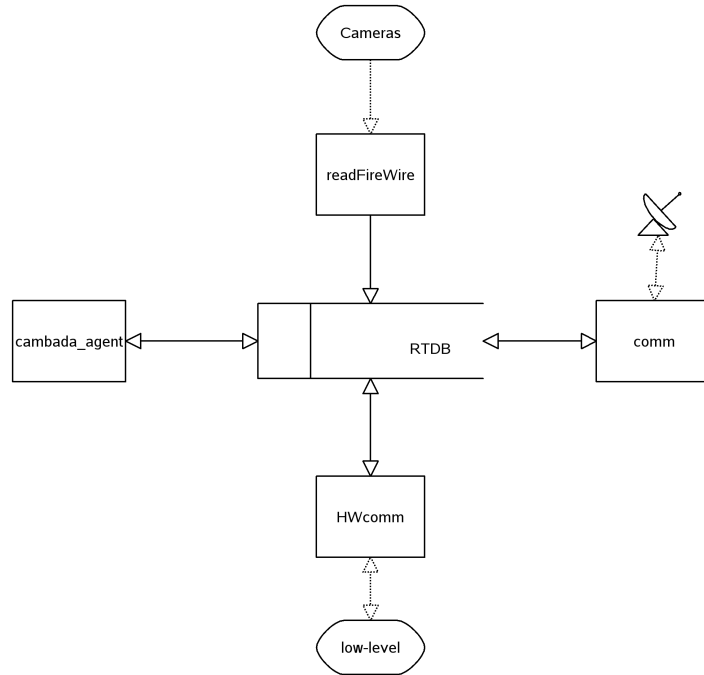 Cameras
readFireWire
cambada_agent
RTDB
comm
HWcomm
low-level